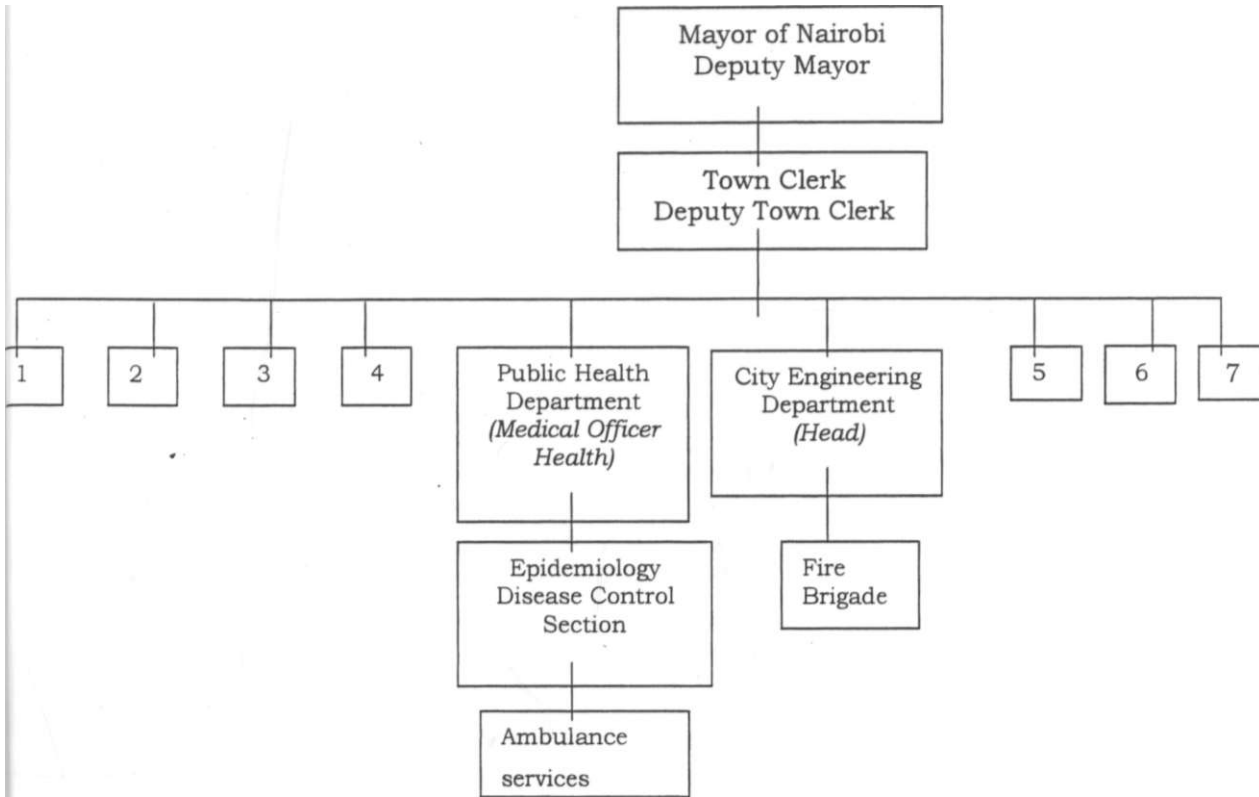 Mayor of Nairobi
Deputy Mayor
Town Clerk
Deputy Town Clerk
1
2
3
4
Public Health
Department
(Medical Officer
Health)
City Engineering
Department
(Head)
5
6
7
Epidemiology
Disease Control
Section
Fire
Brigade
Ambulance
services